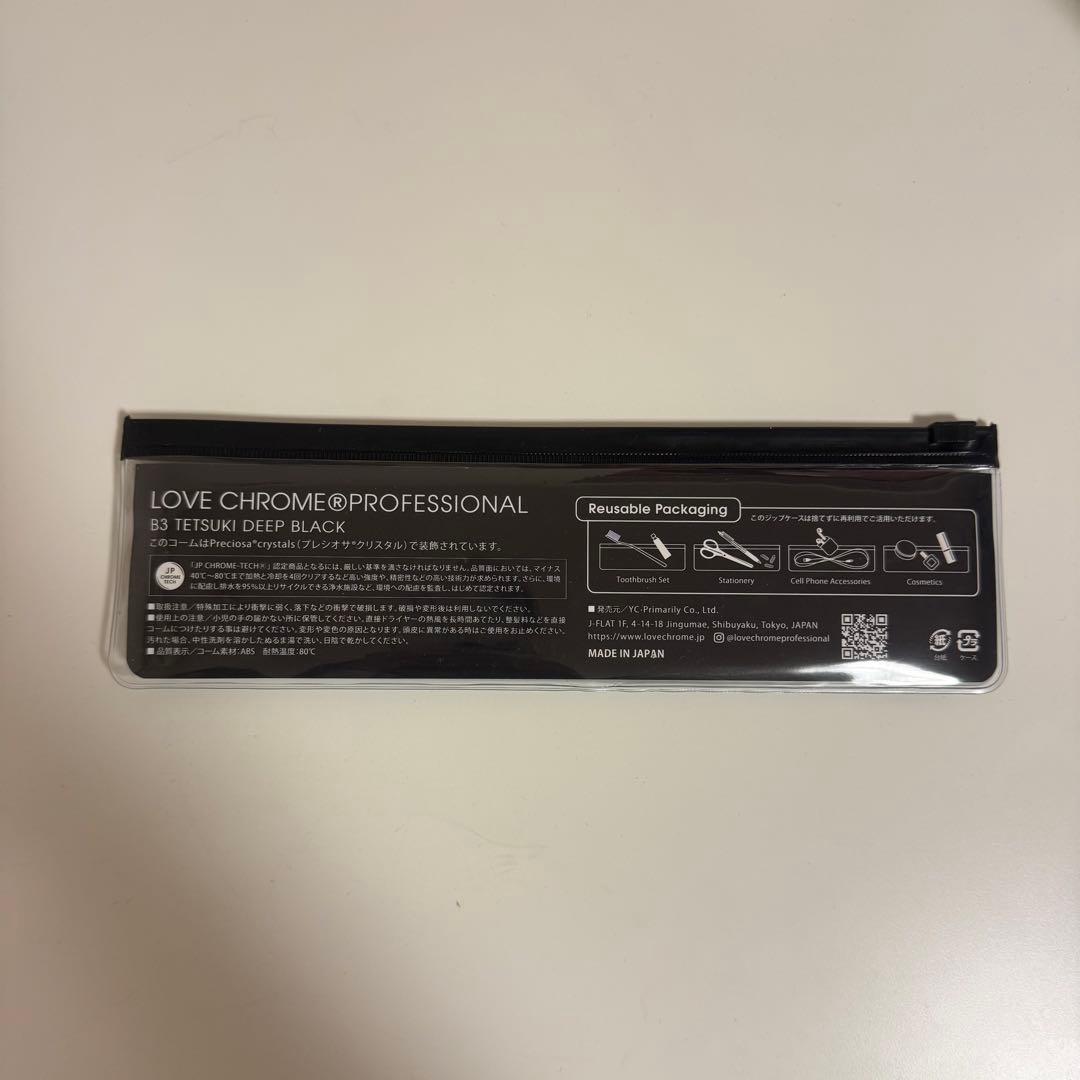 LOVE CHROME®PROFESSIONAL
B3 TETSUKI DEEP BLACK
このコームはPreciosa®crystals(プレシオサ®クリスタル)で装飾されています。
JP
CHROME
TECH
「JP CHROME-TECH®」認定商品となるには、厳しい基準を満さなければなりません。品質面においては、マイナス
40℃〜80℃まで加熱と冷却を4回クリアするなど高い強度や、精密性などの高い技術力が求められます。さらに、環境
に配慮し排水を95%以上リサイクルできる浄水施設など、環境への配慮を監査し、はじめて認定されます。
■取扱注意/特殊加工により衝撃に弱く、落下などの衝撃で破損します。破損や変形後は利用しないでください。
■使用上の注意/小児の手の届かない所に保管してください。直接ドライヤーの熱風を長時間あてたり、整髪料などを直接
コームにつけたりする事は避けてください。変形や変色の原因となります。頭皮に異常がある時はご使用をおやめください。
汚れた場合、中性洗剤を溶かしたぬるま湯で洗い、日陰で乾かしてください。
■品質表示/コーム素材:ABS 耐熱温度:80℃
Reusable Packaging
このジップケースは捨てずに再利用でご活用いただけます。
Toothbrush Set
Stationery
Cell Phone Accessories
Cosmetics
■発売元/YC-Primarily Co., Ltd.
J-FLAT 1F, 4-14-18 Jingumae, Shibuyaku, Tokyo, JAPAN
https://www.lovechrome.jp @lovechromeprofessional
MADE IN JAPAN
紙
台紙
プラ
ケース